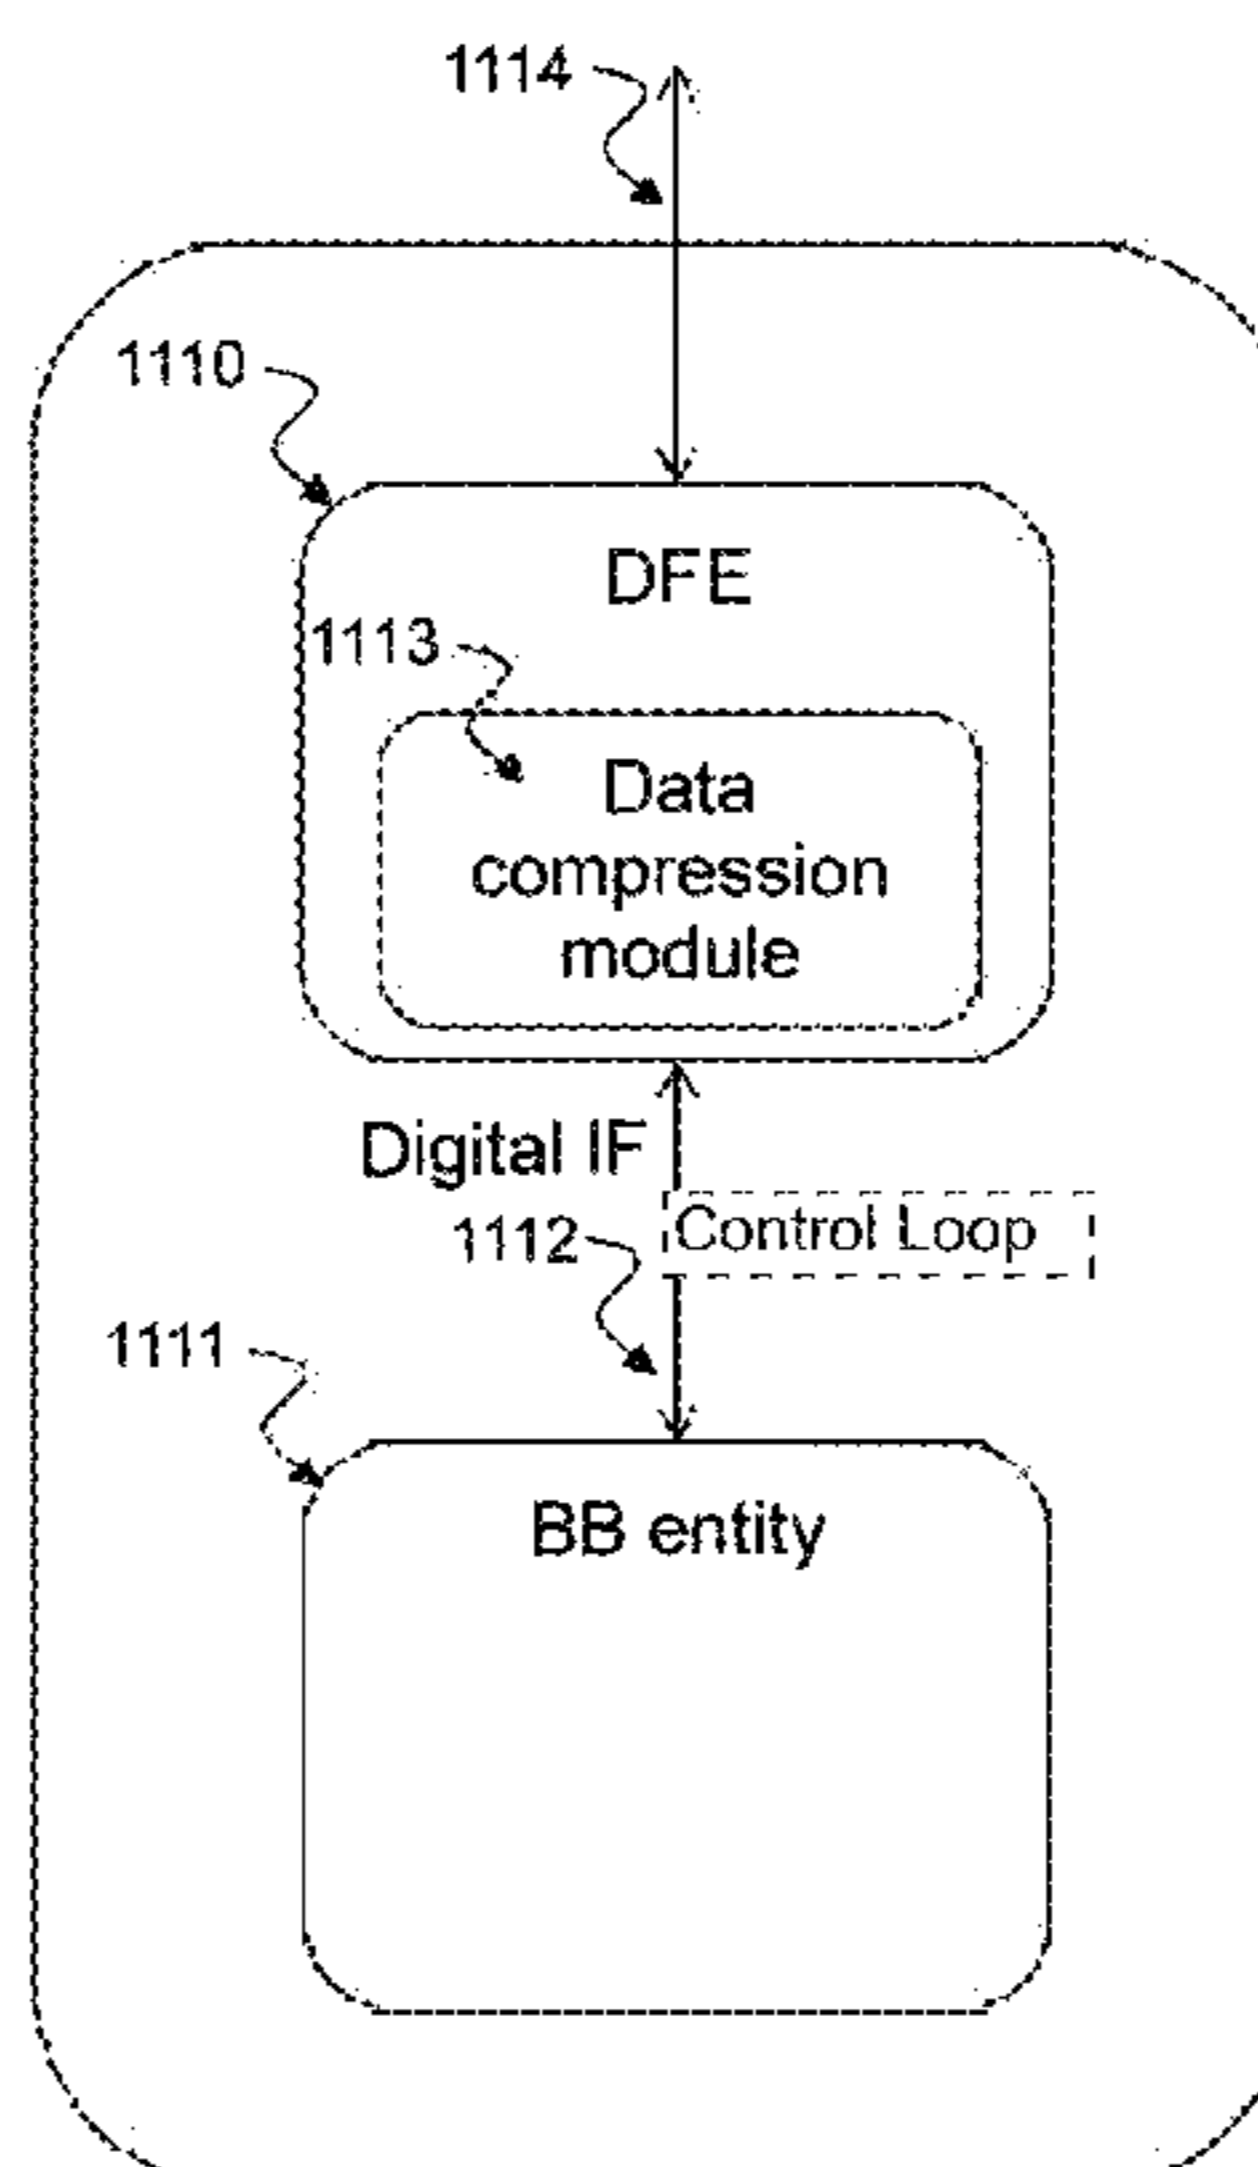 1114
1110
DFE
1113
Data
compression
module
Digital IF
1112
Control Loop
1111
BB entity